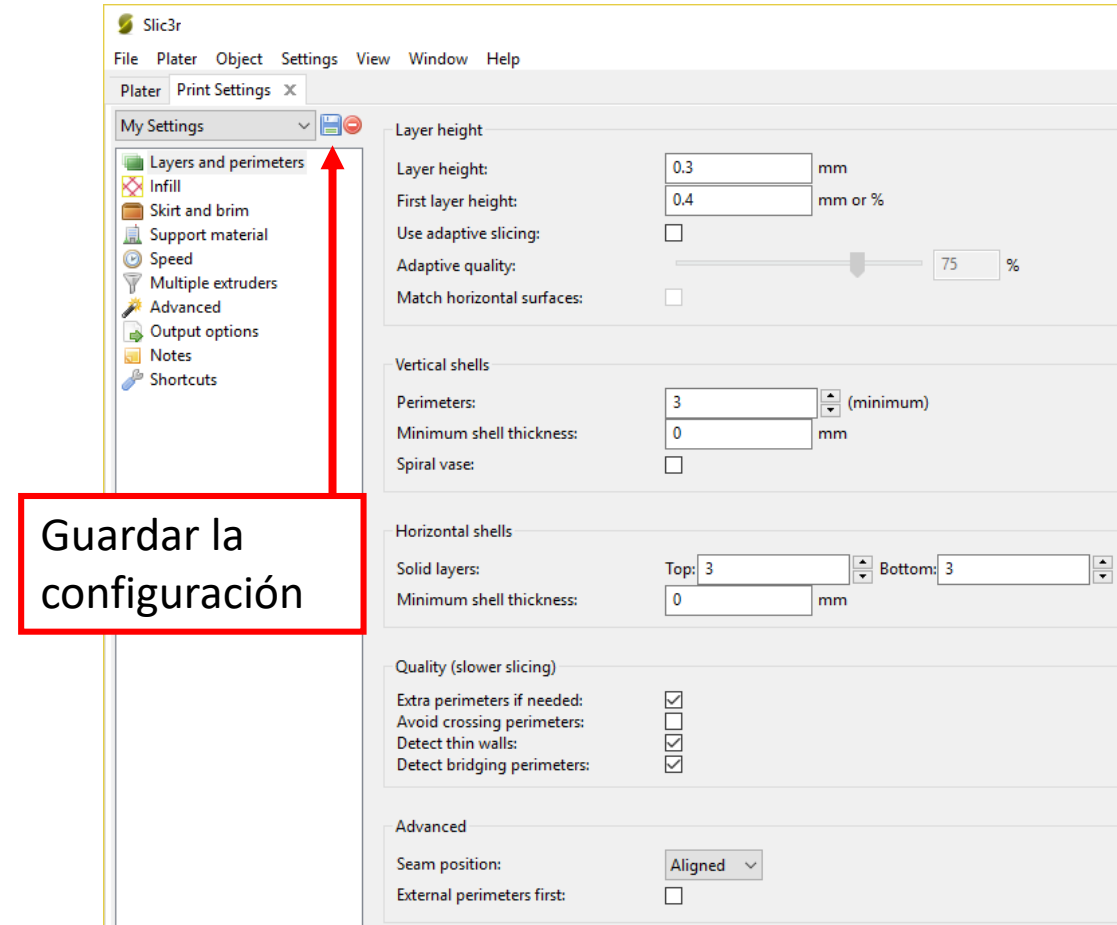 Slic3r
File Plater Object Settings View Window Help
Plater Print Settings X
My Settings
Layers and perimeters
Infill
Skirt and brim
Support material
Speed
Multiple extruders
Advanced
Output options
Notes
Shortcuts
Guardar la
configuración
Layer height
Layer height: 0.3 mm
First layer height: 0.4 mm or %
Use adaptive slicing:
Adaptive quality: 75 %
Match horizontal surfaces:
Vertical shells
Perimeters: 3 (minimum)
Minimum shell thickness: 0 mm
Spiral vase:
Horizontal shells
Solid layers: Top: 3 Bottom: 3
Minimum shell thickness: 0 mm
Quality (slower slicing)
Extra perimeters if needed:
Avoid crossing perimeters:
Detect thin walls:
Detect bridging perimeters:
Advanced
Seam position: Aligned
External perimeters first: